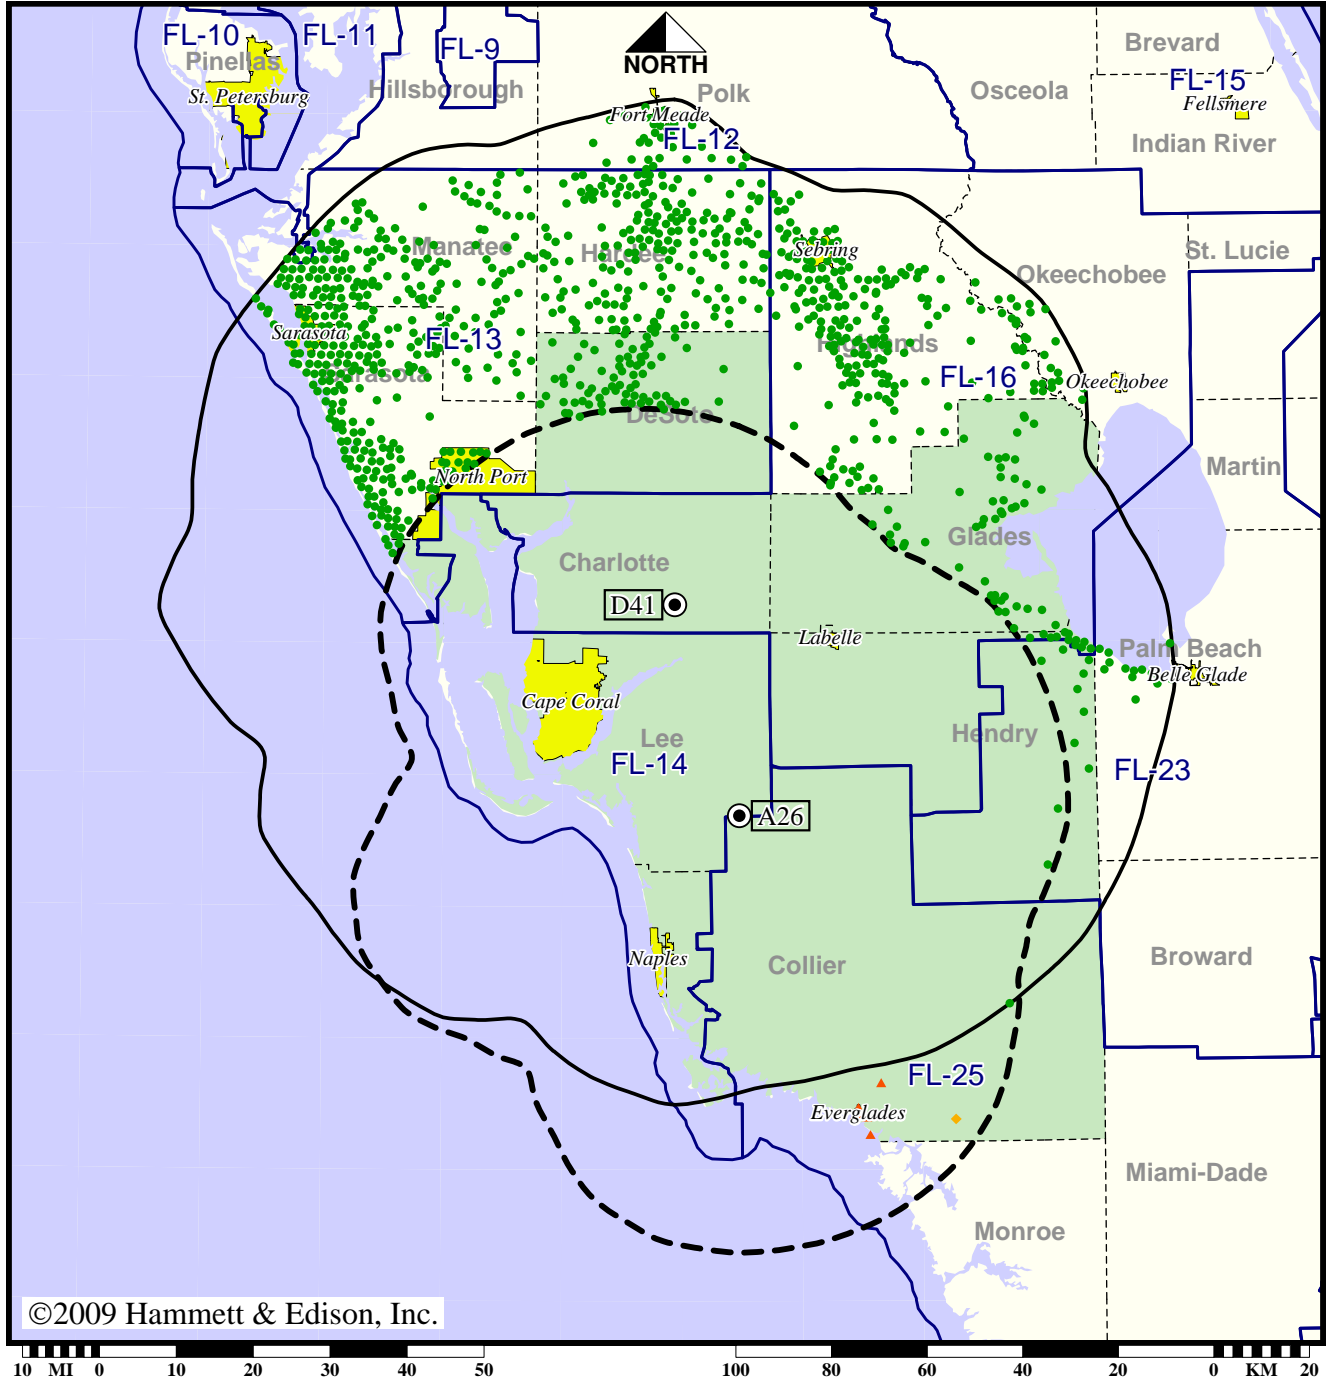 FL-10
FL-11
FL-9
Pinellas
St. Petersburg
Hillsborough
NORTH
Polk
Fort Meade
FL-12
Osceola
Brevard
FL-15
Fellsmere
Indian River
Manatee
Hardee
Sebring
St. Lucie
Okeechobee
Sarasota
FL-13
Highlands
Sarasota
FL-16
Okeechobee
DeSoto
North Port
Martin
Glades
Charlotte
D41
Labelle
Palm Beach
Belle Glade
Cape Coral
Lee
FL-14
Hendry
FL-23
A26
Naples
Collier
Broward
FL-25
Everglades
Miami-Dade
Monroe
©2009 Hammett & Edison, Inc.
10 MI 0 10 20 30 40 50 100 80 60 40 20 0 KM 20